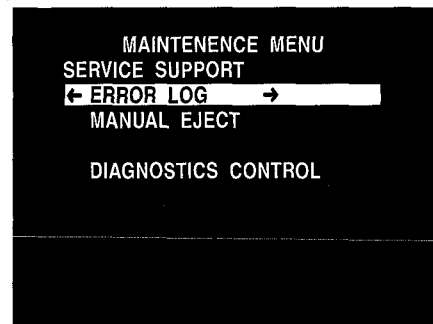 MAINTENENCE MENU
SERVICE SUPPORT
← ERROR LOG →
MANUAL EJECT
DIAGNOSTICS CONTROL